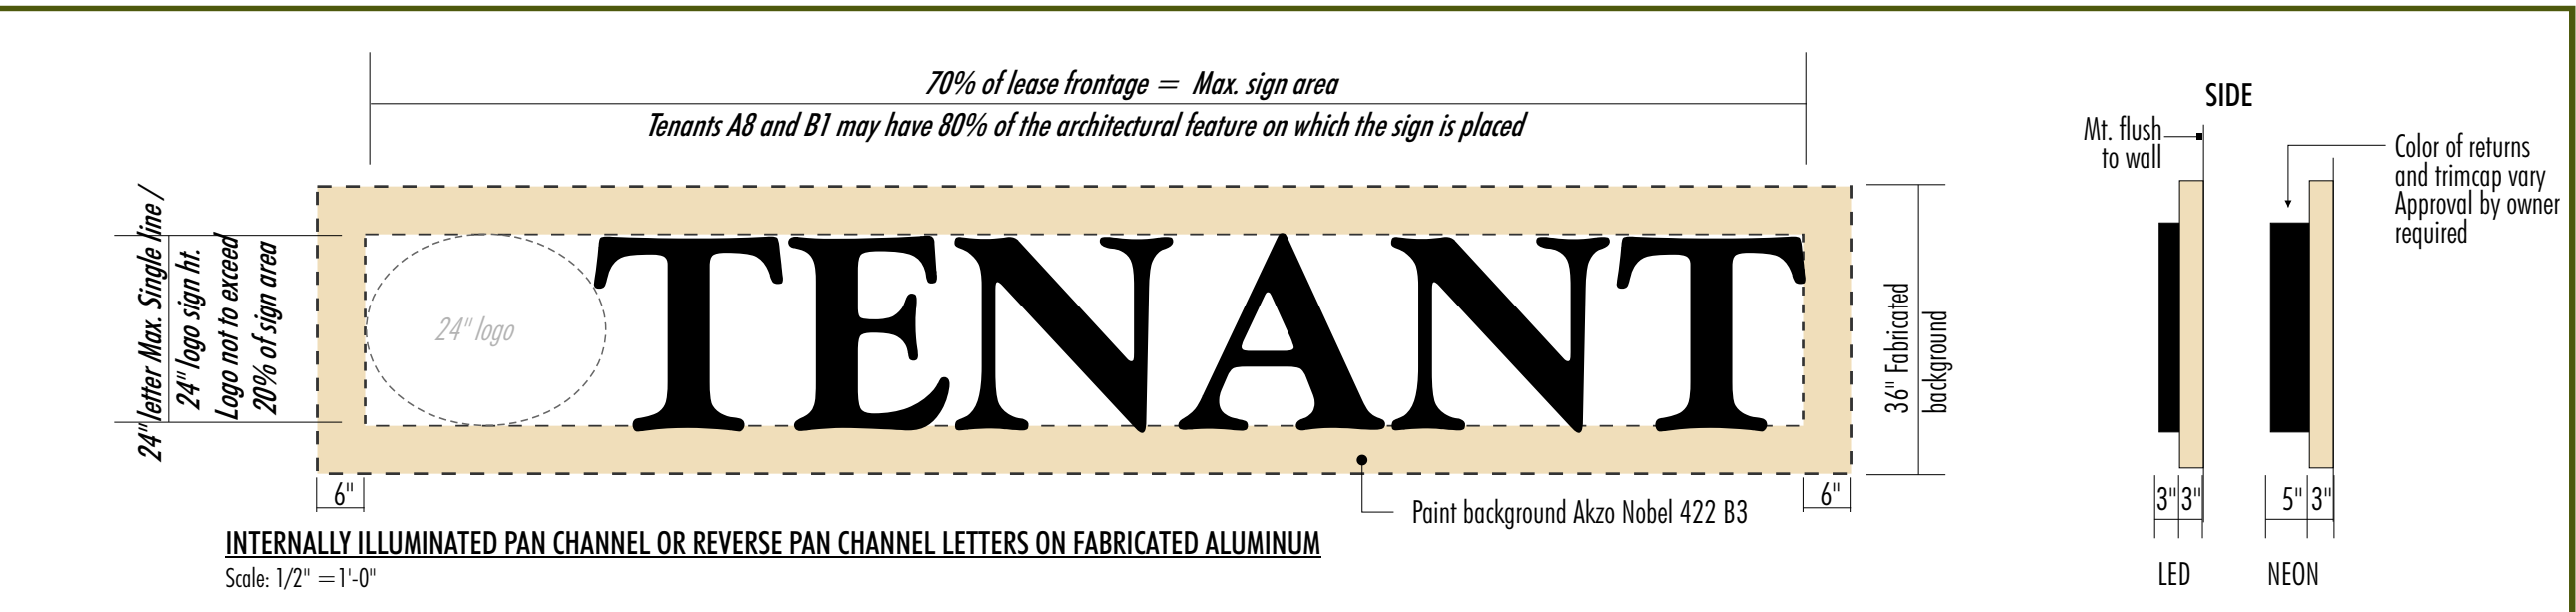 70% of lease frontage = Max. sign area
Tenants A8 and B1 may have 80% of the architectural feature on which the sign is placed
24" letter Max. Single line /
24" logo sign ht.
Logo not to exceed
20% of sign area
24" logo
TENANT
36" Fabricated
background
6"
6"
Paint background Akzo Nobel 422 B3
INTERNALLY ILLUMINATED PAN CHANNEL OR REVERSE PAN CHANNEL LETTERS ON FABRICATED ALUMINUM
Scale: 1/2" =1'-0"
SIDE
Mt. flush
to wall
Color of returns
and trimcap vary
Approval by owner
required
3" 3"
5" 3"
LED
NEON